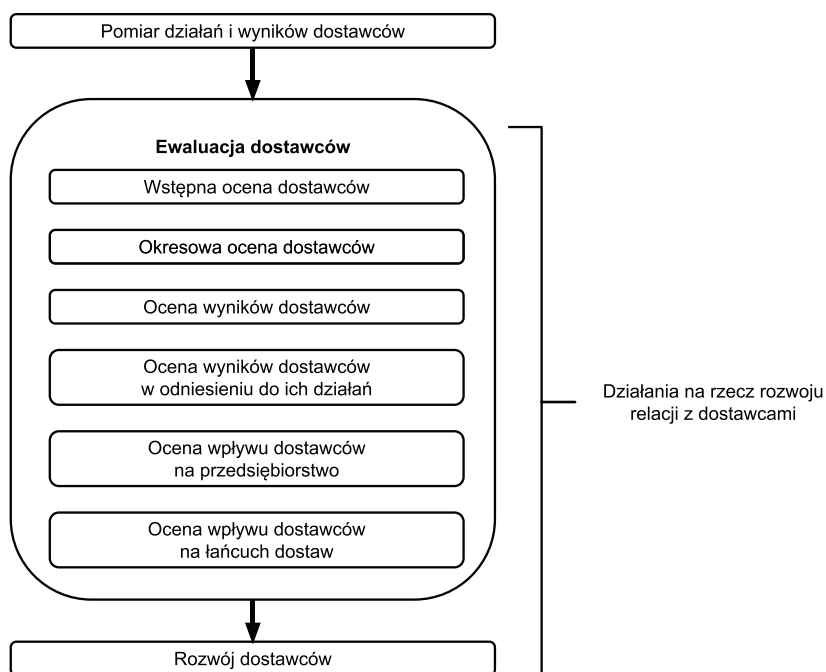 Pomiar działań i wyników dostawców
Ewaluacja dostawców
Wstępna ocena dostawców
Okresowa ocena dostawców
Ocena wyników dostawców
Ocena wyników dostawców
w odniesieniu do ich działań
Ocena wpływu dostawców
na przedsiębiorstwo
Ocena wpływu dostawców
na łańcuch dostaw
Rozwój dostawców
Działania na rzecz rozwoju
relacji z dostawcami